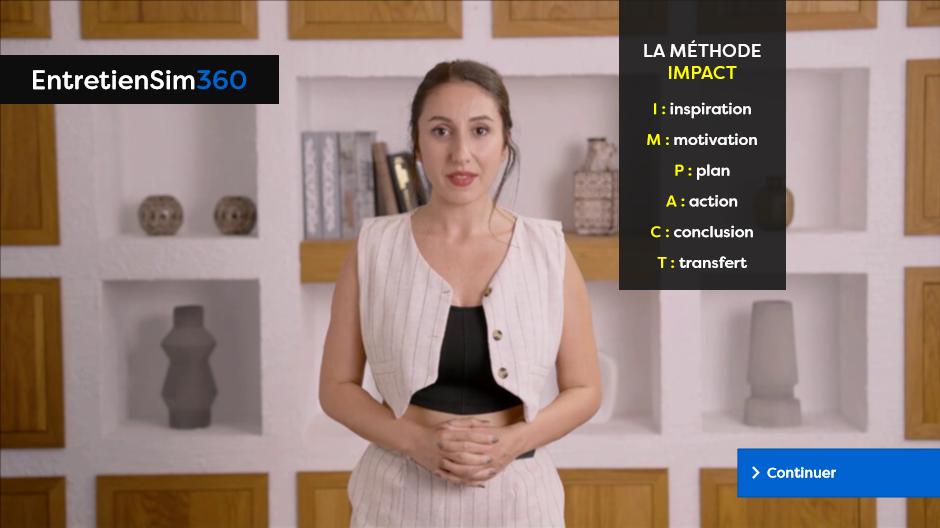 EntretienSim360
LA MÉTHODE
IMPACT
I : inspiration
M : motivation
P : plan
A : action
C : conclusion
T : transfert
Continuer